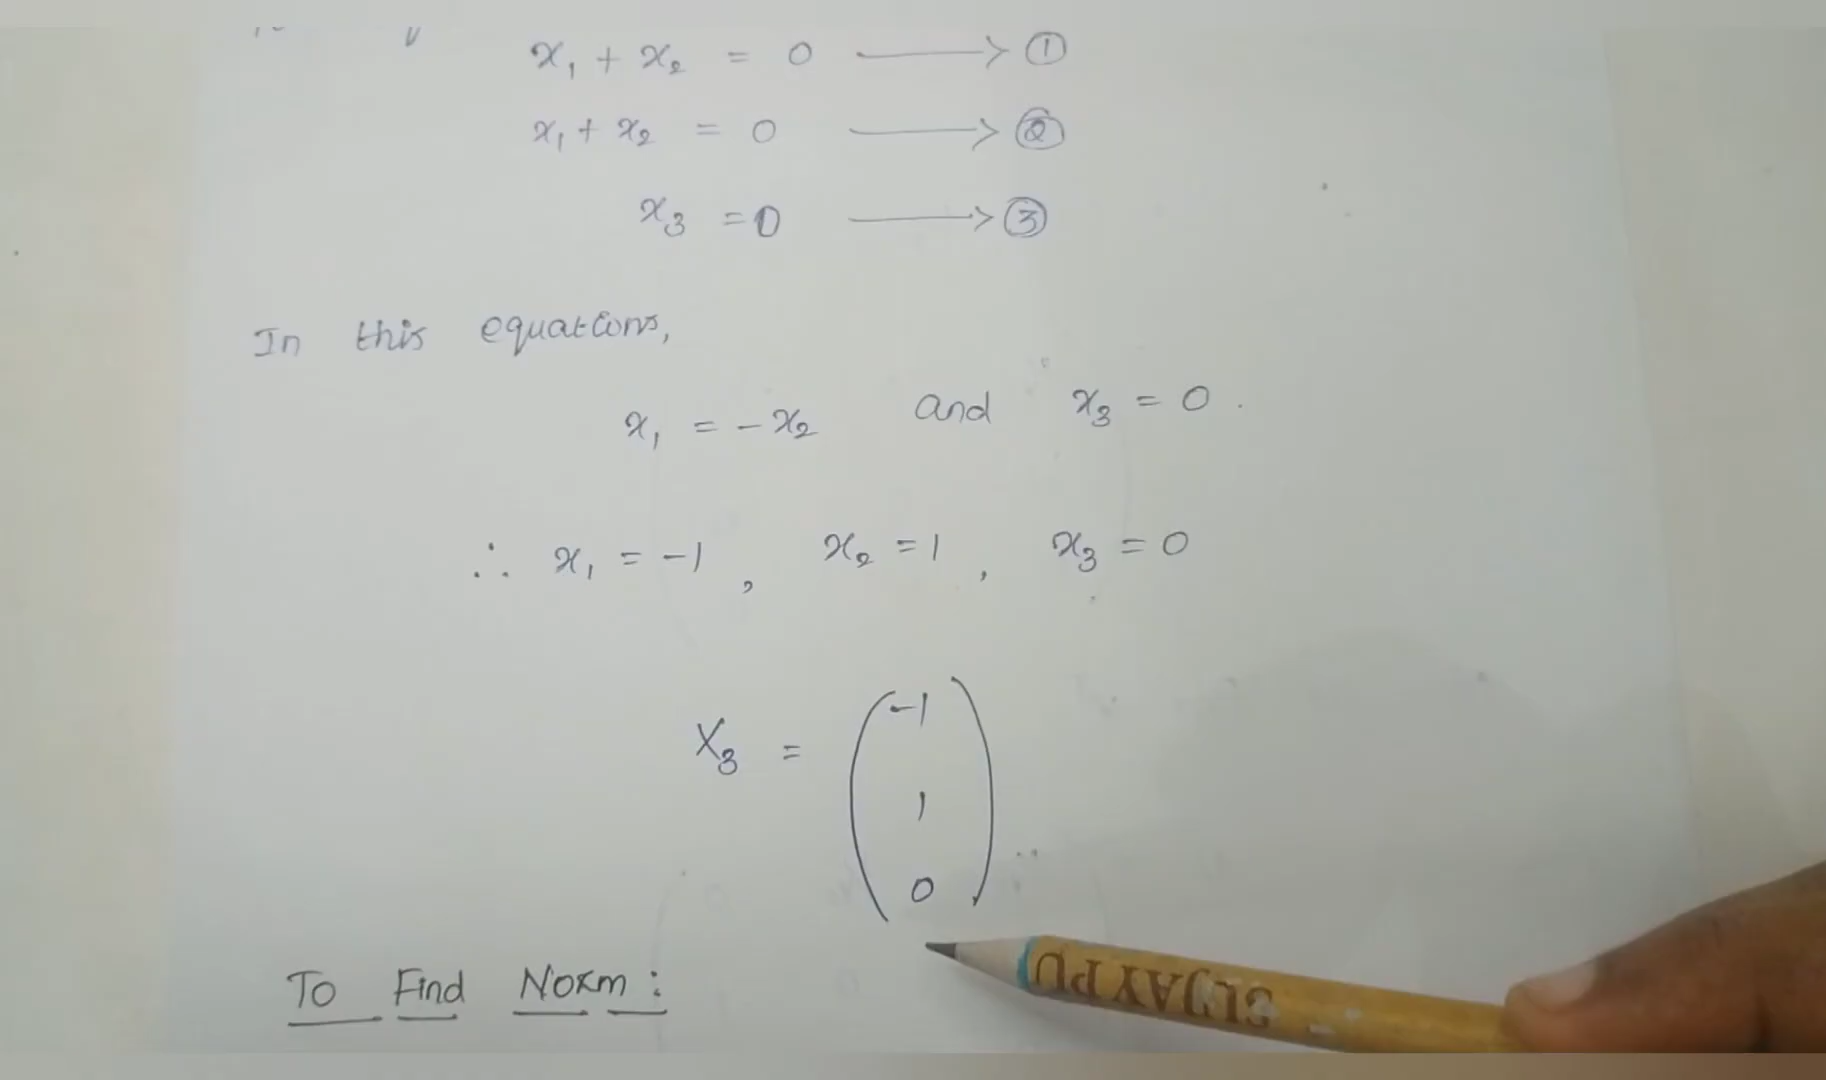 x₁ + x₂ = 0 ⟶ ①
x₁ + x₂ = 0 ⟶ ②
x₃ = 0 ⟶ ③
In this equations,
x₁ = -x₂ and x₃ = 0.
∴ x₁ = -1, x₂ = 1, x₃ = 0
X₃ = (-1
1
0)
To Find Norm: